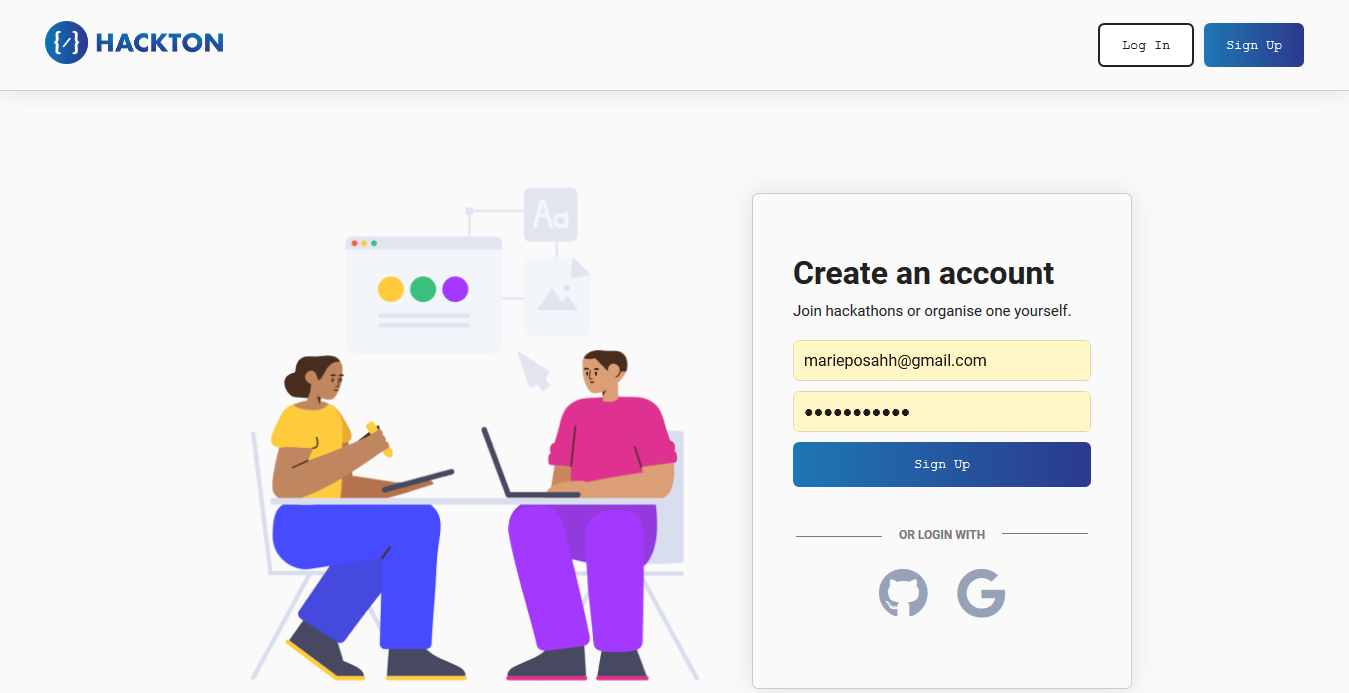 {/} HACKTON
Log In
Sign Up
Aa
Create an account
Join hackathons or organise one yourself.
marieposahh@gmail.com
●●●●●●●●●●●
Sign Up
OR LOGIN WITH
G